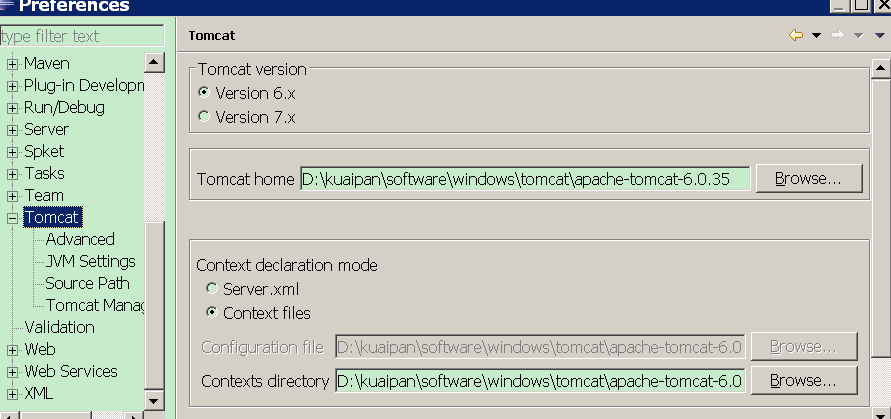 Preferences
type filter text
Maven
Plug-in Developm
Run/Debug
Server
Spket
Tasks
Team
Tomcat
Advanced
JVM Settings
Source Path
Tomcat Manag
Validation
Web
Web Services
XML
Tomcat
Tomcat version
Version 6.x
Version 7.x
Tomcat home D:\kuaipan\software\windows\tomcat\apache-tomcat-6.0.35 Browse...
Context declaration mode
Server.xml
Context files
Configuration file D:\kuaipan\software\windows\tomcat\apache-tomcat-6.0 Browse...
Contexts directory D:\kuaipan\software\windows\tomcat\apache-tomcat-6.0 Browse...